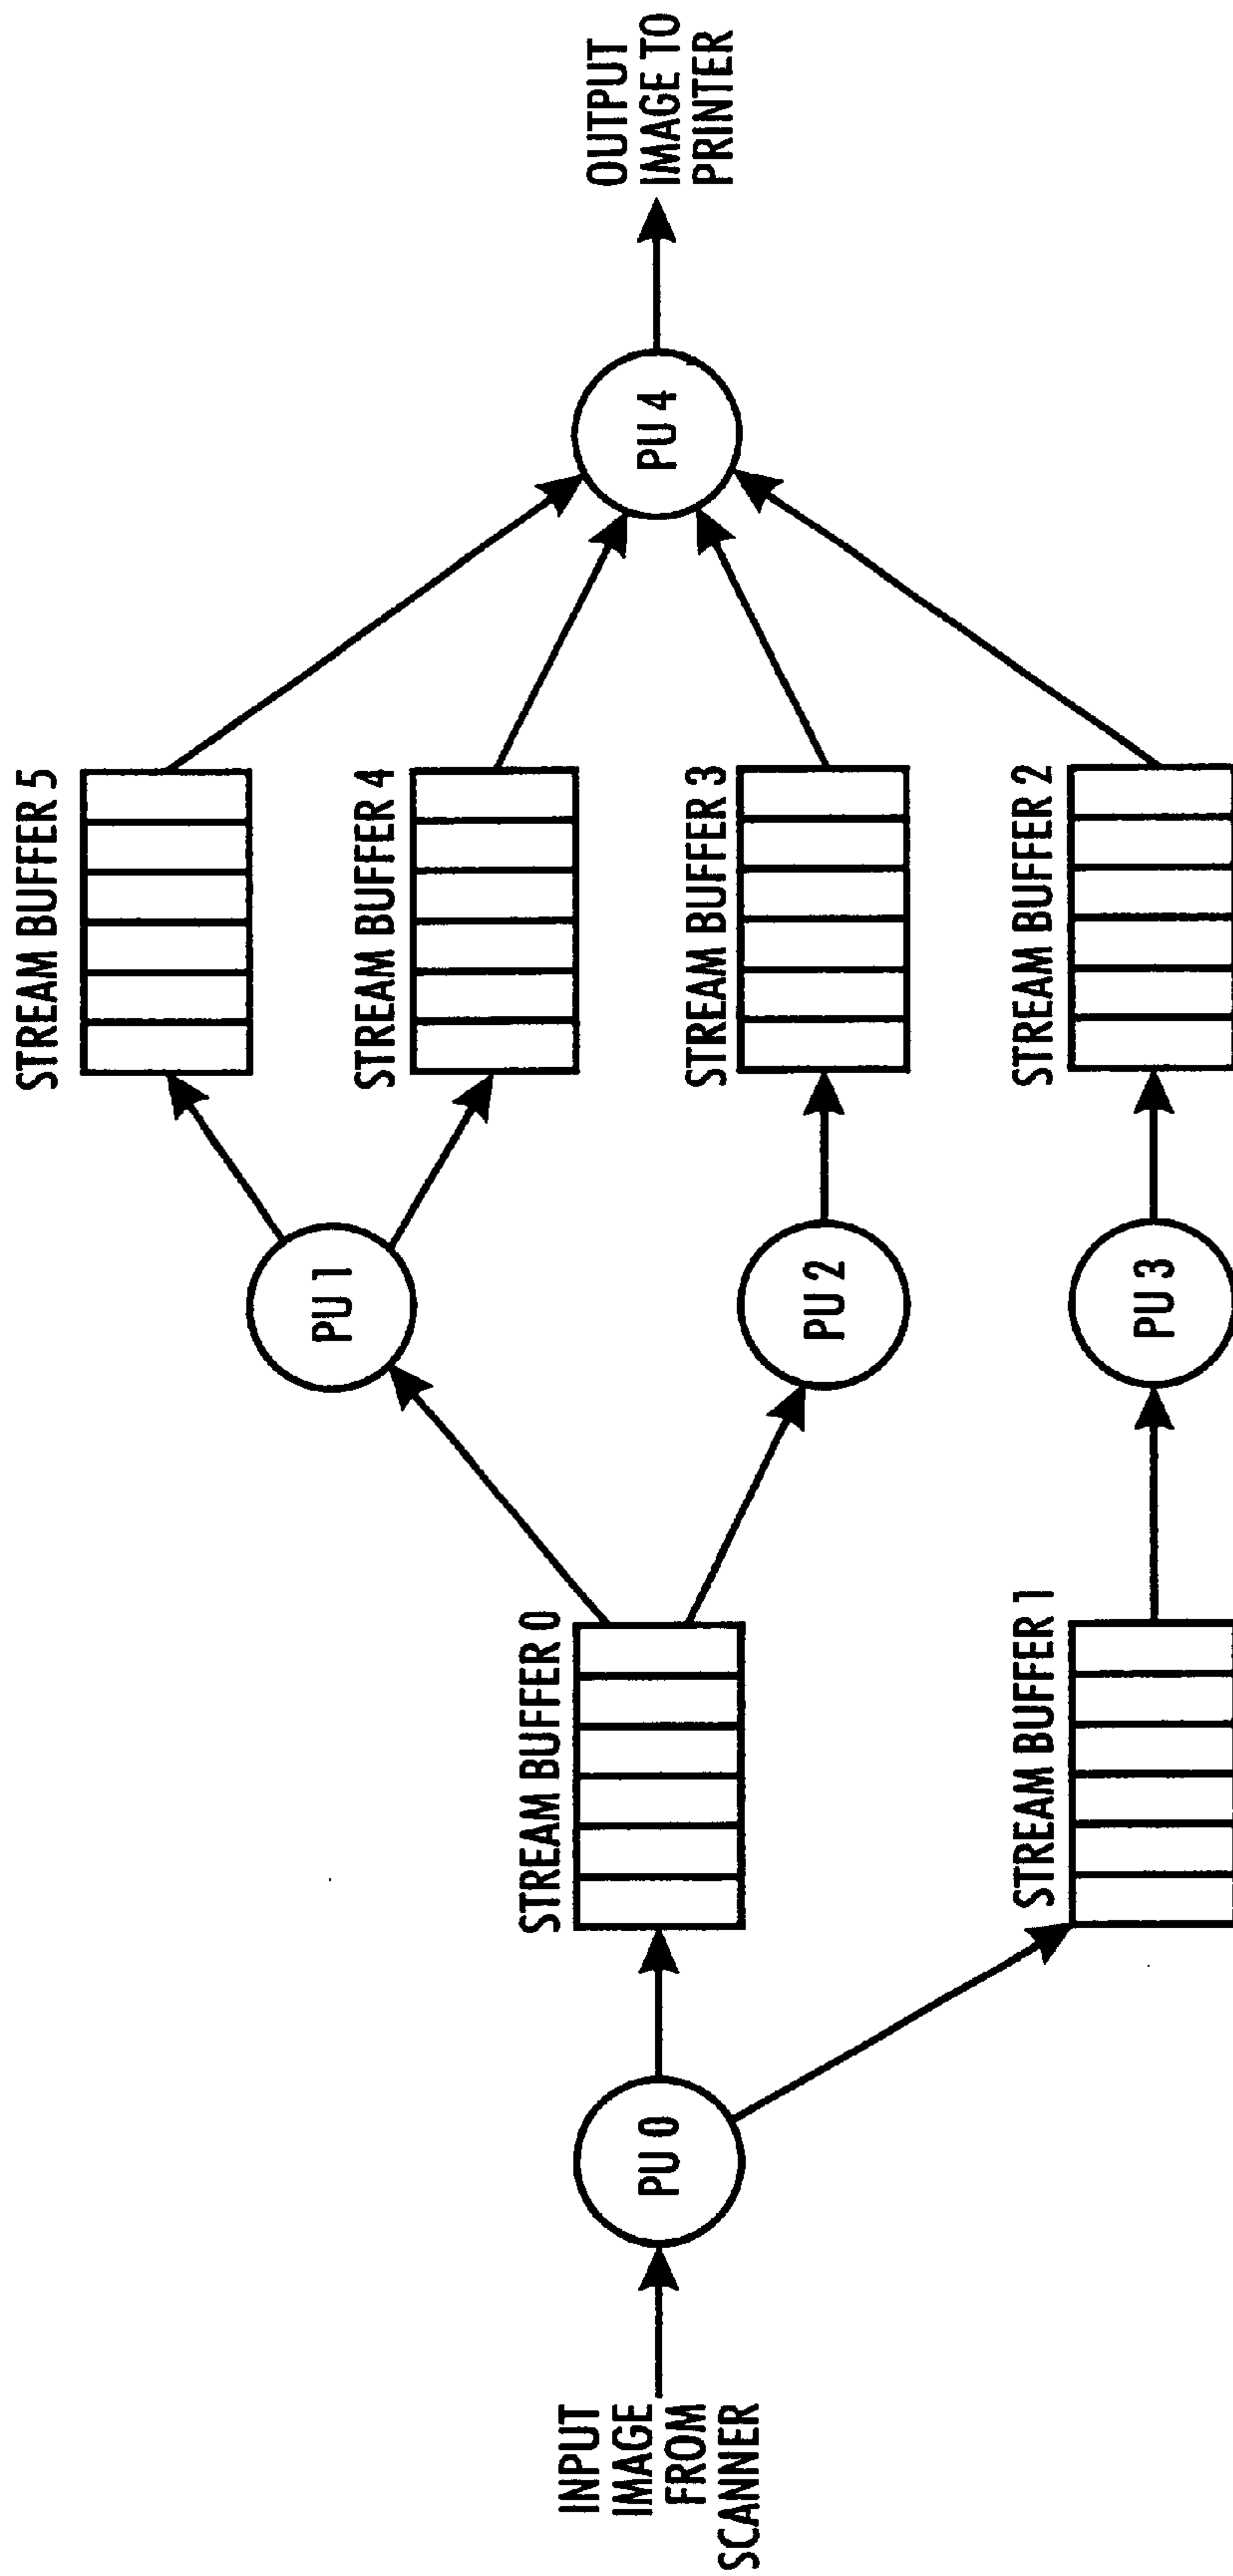 INPUT
IMAGE
FROM
SCANNER
PU 0
STREAM BUFFER 0
STREAM BUFFER 1
PU 1
PU 2
PU 3
STREAM BUFFER 5
STREAM BUFFER 4
STREAM BUFFER 3
STREAM BUFFER 2
PU 4
OUTPUT
IMAGE TO
PRINTER